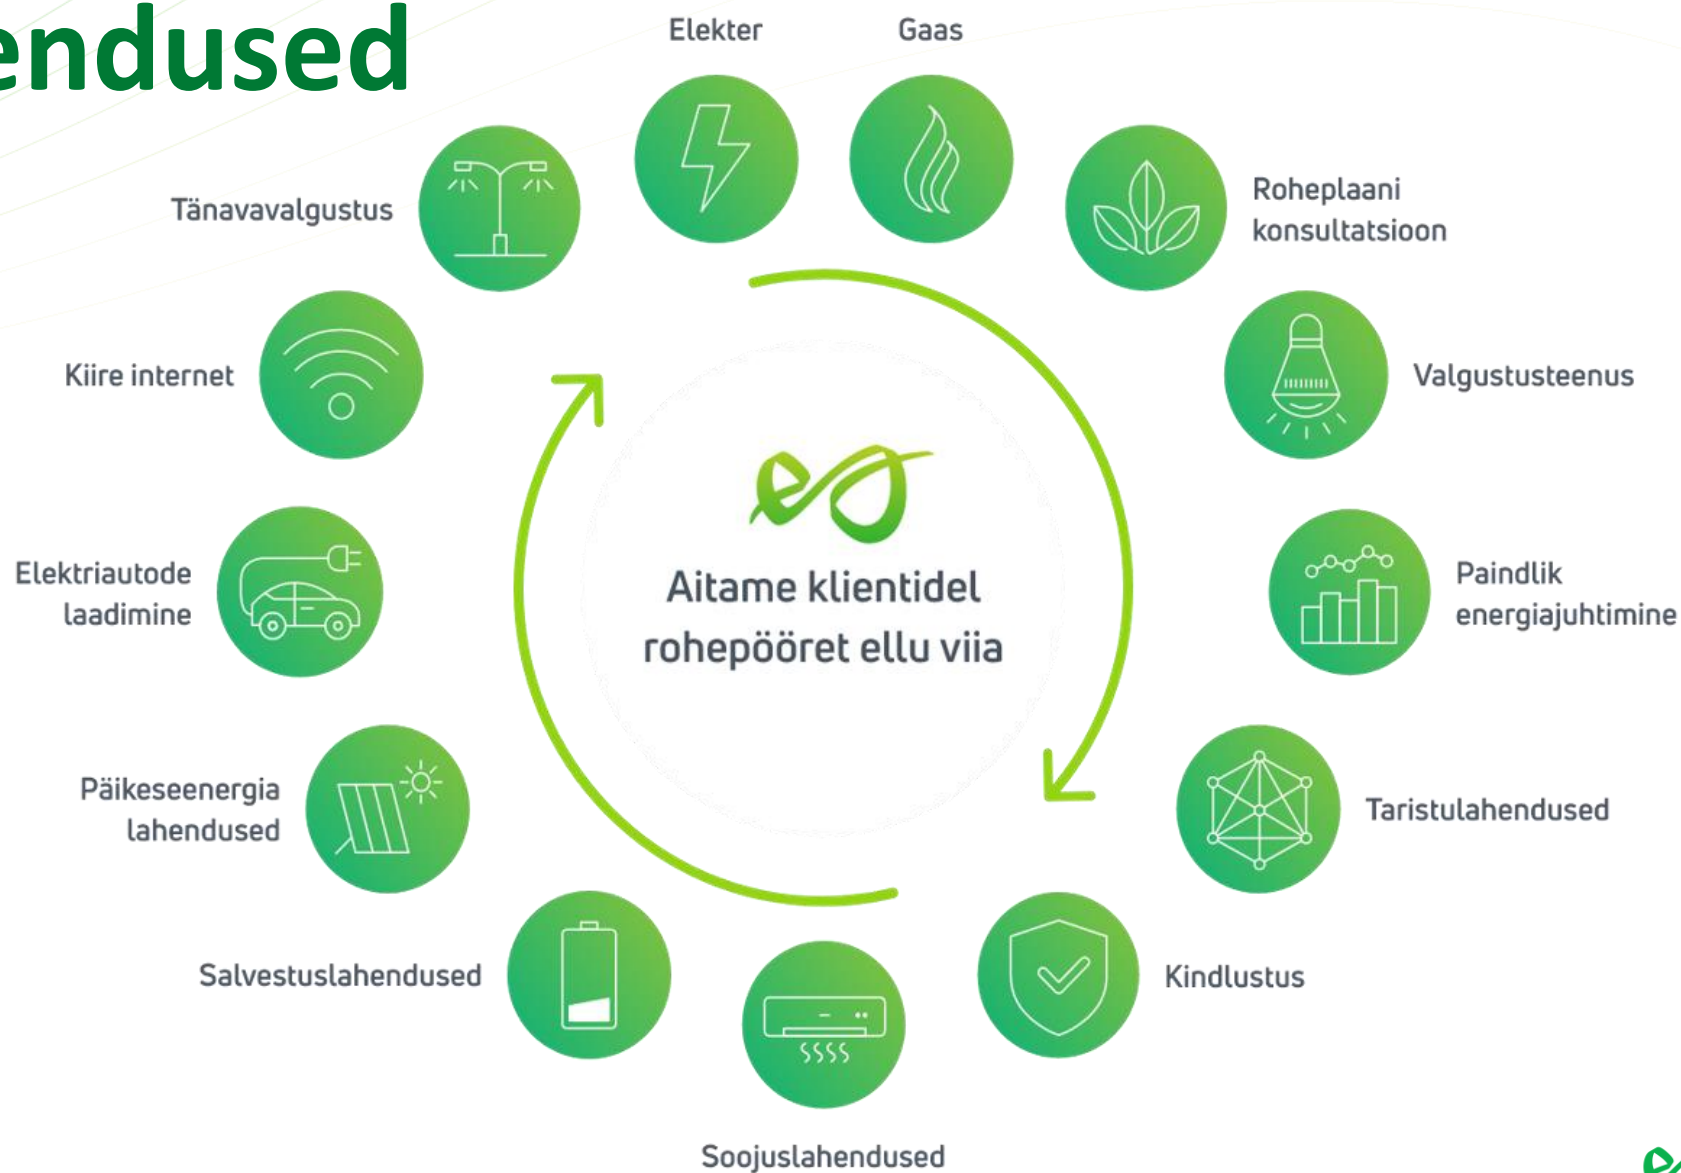 endused
Elekter
Gaas
Tänavavalgustus
Roheplaani
konsultatsioon
Kiire internet
Valgustusteenus
Elektriautode
laadimine
Aitame klientidel
rohepööret ellu viia
Paindlik
energiajuhtimine
Päikeseenergia
lahendused
Taristulahendused
Salvestuslahendused
Kindlustus
Soojuslahendused